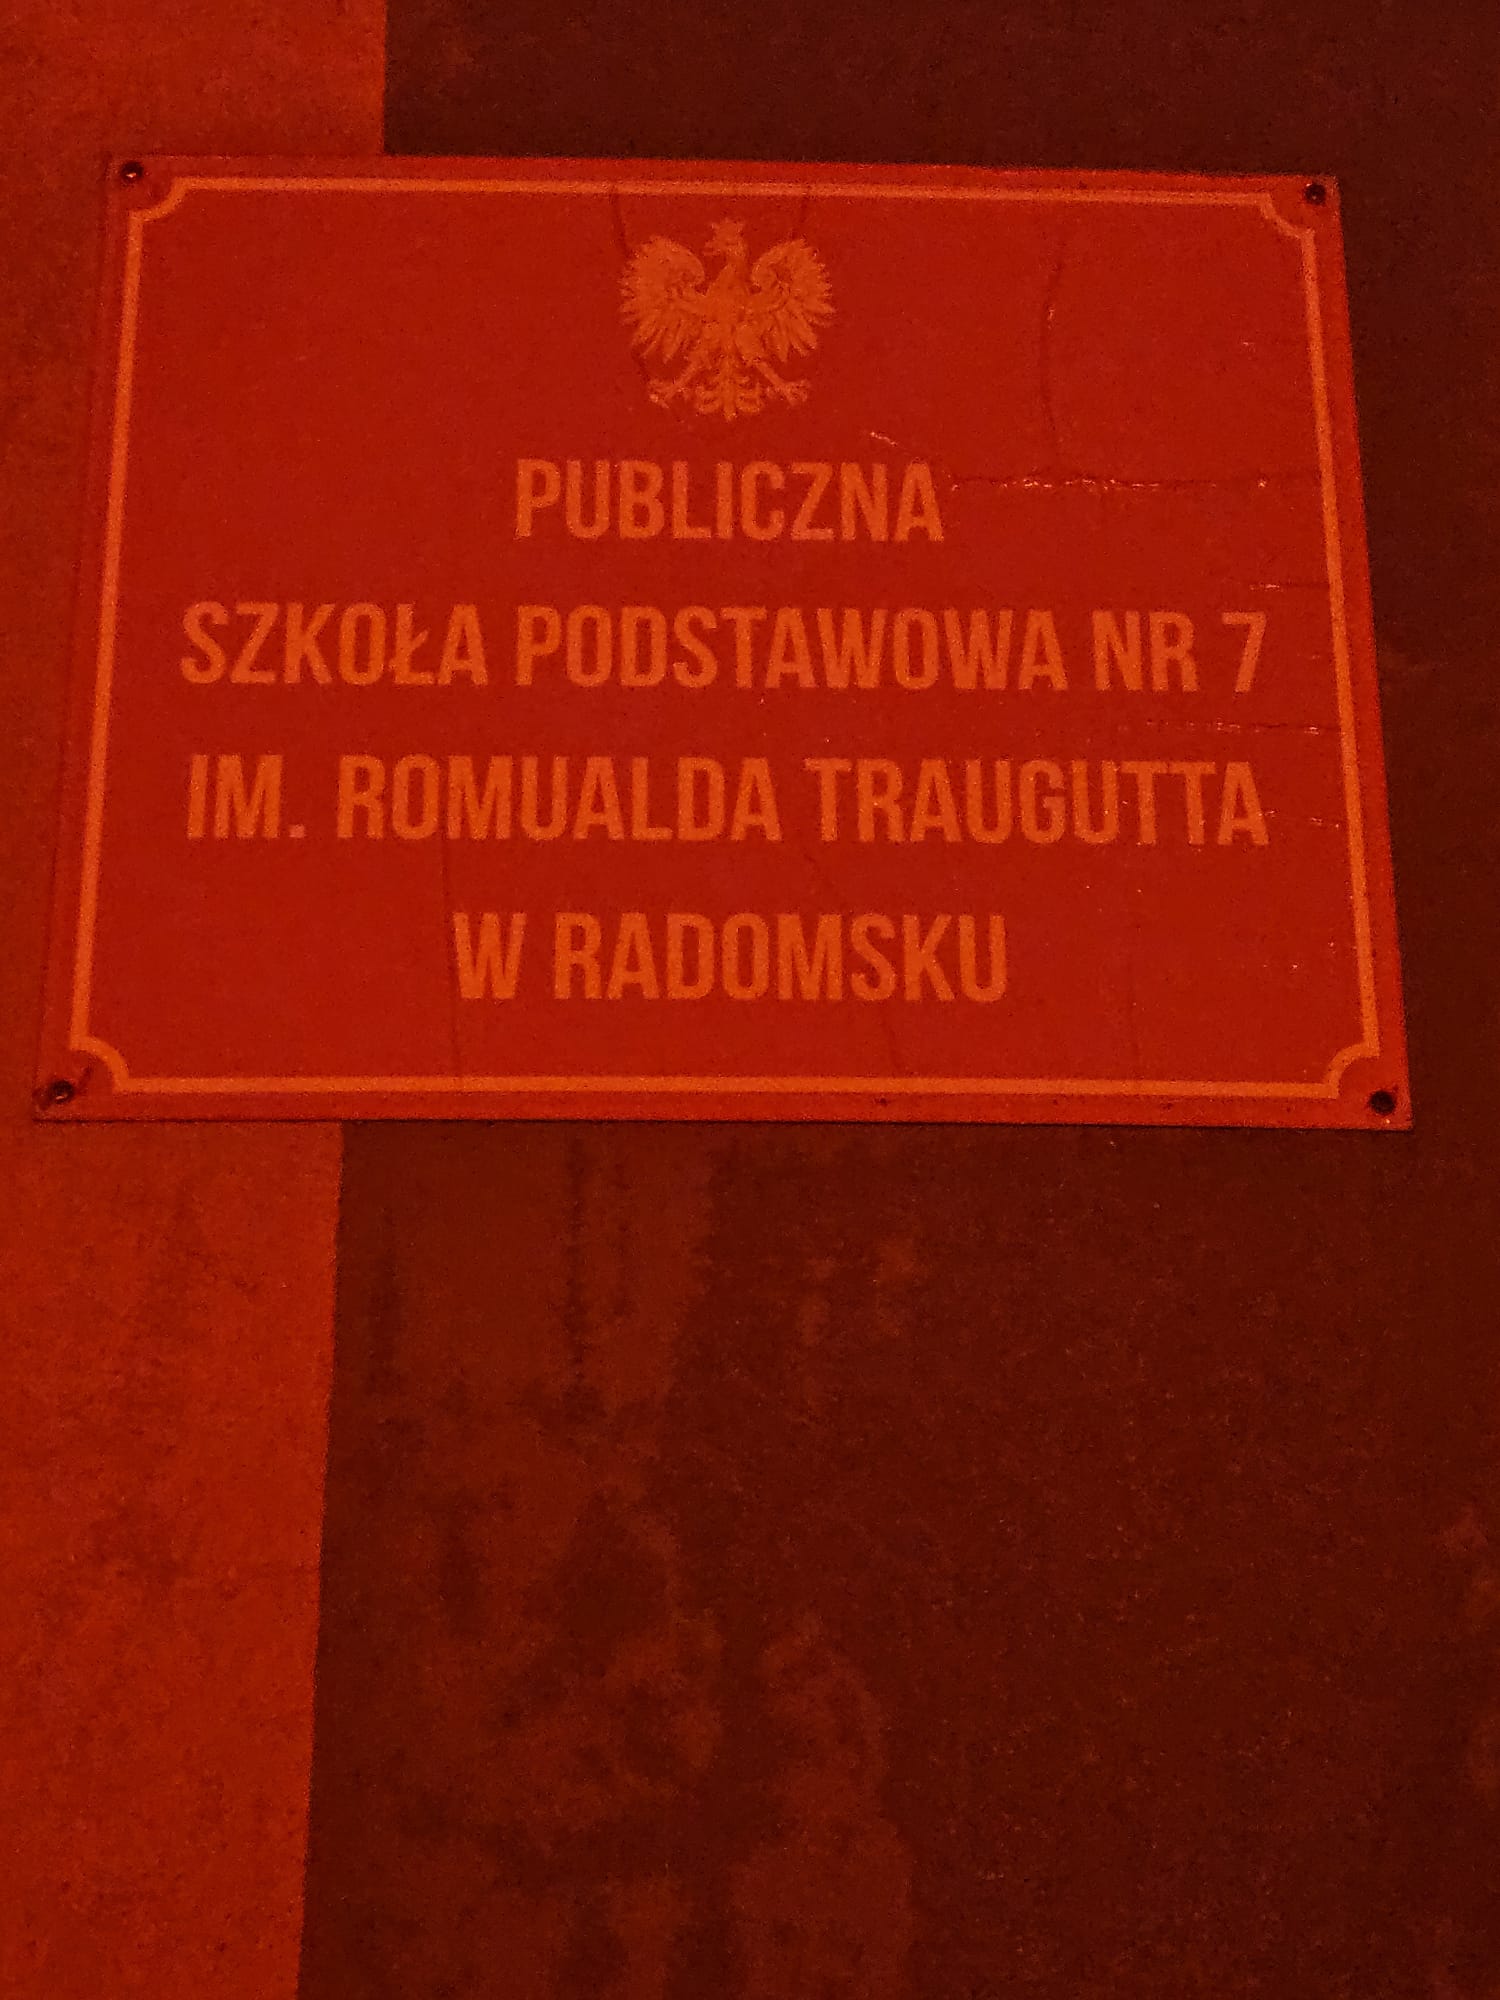 PUBLICZNA
SZKOŁA PODSTAWOWA NR 7
IM. ROMUALDA TRAUGUTTA
W RADOMSKU